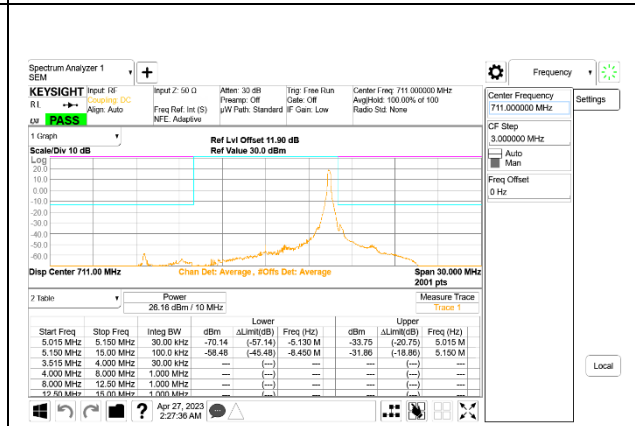 Spectrum Analyzer 1
SEM
Frequency
KEYSIGHT Input: RF Input Z: 50 Ω Atten: 30 dB Trig: Free Run Center Freq: 711.000000 MHz
R L Coupling: DC Preamp: Off Gate: Off Avg|Hold: 100.00% of 100
Align: Auto Freq Ref: Int (S) µW Path: Standard IF Gain: Low Radio Std: None
PASS NFE: Adaptive
Center Frequency
711.000000 MHz
Settings
CF Step
3.000000 MHz
Auto
Man
Freq Offset
0 Hz
1 Graph
Ref Lvl Offset 11.90 dB
Scale/Div 10 dB Ref Value 30.0 dBm
Log
20.0
10.0
0.00
-10.0
-20.0
-30.0
-40.0
-50.0
-60.0
Disp Center 711.00 MHz Chan Det: Average, #Offs Det: Average Span 30.000 MHz
2001 pts
2 Table Power Measure Trace
26.16 dBm / 10 MHz Trace 1
Lower Upper
Start Freq Stop Freq Integ BW dBm ΔLimit(dB) Freq (Hz) dBm ΔLimit(dB) Freq (Hz)
5.015 MHz 5.150 MHz 30.00 kHz -70.14 (-57.14) -5.130 M -33.75 (-20.75) 5.015 M
5.150 MHz 15.00 MHz 100.0 kHz -58.48 (-45.48) -8.450 M -31.86 (-18.86) 5.150 M
3.515 MHz 4.000 MHz 30.00 kHz --- (---) --- --- (---) ---
4.000 MHz 8.000 MHz 1.000 MHz --- (---) --- --- (---) ---
8.000 MHz 12.50 MHz 1.000 MHz --- (---) --- --- (---) ---
12.50 MHz 15.00 MHz 1.000 MHz --- (---) --- --- (---) ---
Local
? Apr 27, 2023
2:27:36 AM